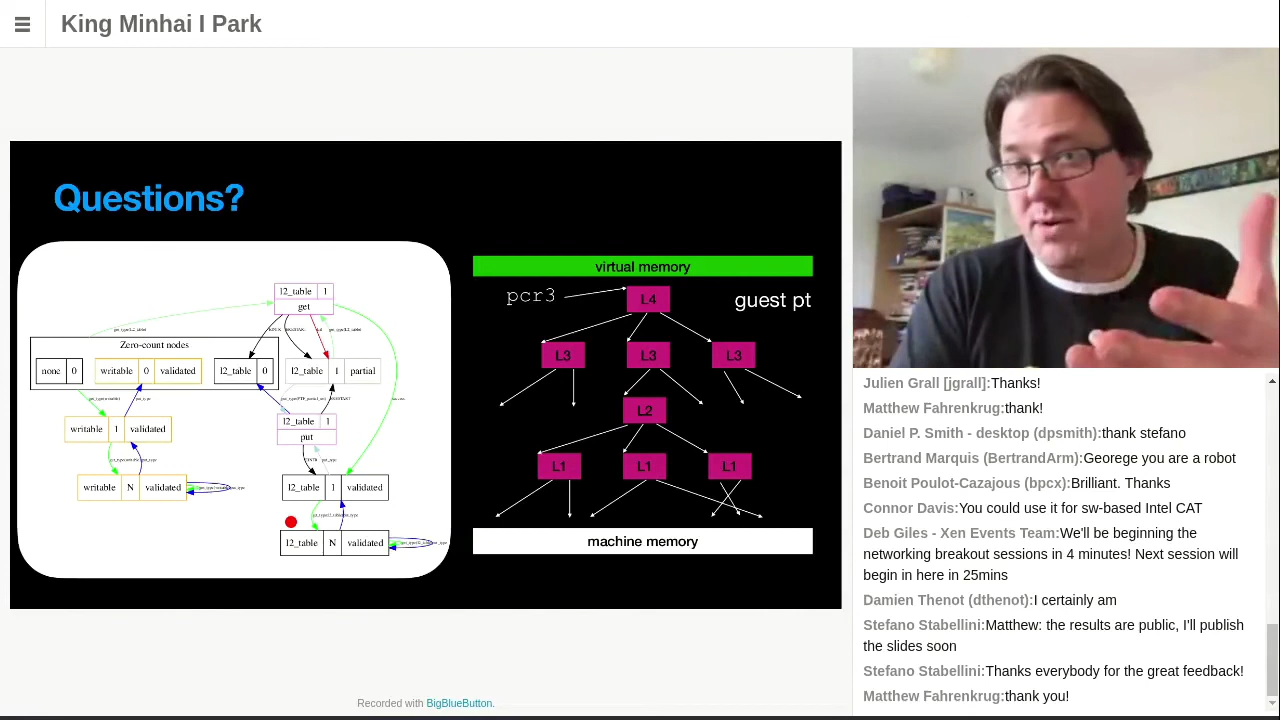 King Minhai I Park
Questions?
l2_table 1
get
Zero-count nodes
none 0
writable 0 validated
l2_table 0
l2_table 1 partial
writable 1 validated
l2_table 1
put
writable N validated
l2_table 1 validated
l2_table N validated
virtual memory
pcr3
L4
guest pt
L3 L3 L3
L2
L1 L1 L1
machine memory
Julien Grall [jgrall]:Thanks!
Matthew Fahrenkrug:thank!
Daniel P. Smith - desktop (dpsmith):thank stefano
Bertrand Marquis (BertrandArm):Georege you are a robot
Benoit Poulot-Cazajous (bpcx):Brilliant. Thanks
Connor Davis:You could use it for sw-based Intel CAT
Deb Giles - Xen Events Team:We'll be beginning the
networking breakout sessions in 4 minutes! Next session will
begin in here in 25mins
Damien Thenot (dthenot):I certainly am
Stefano Stabellini:Matthew: the results are public, I'll publish
the slides soon
Stefano Stabellini:Thanks everybody for the great feedback!
Matthew Fahrenkrug:thank you!
Recorded with BigBlueButton.